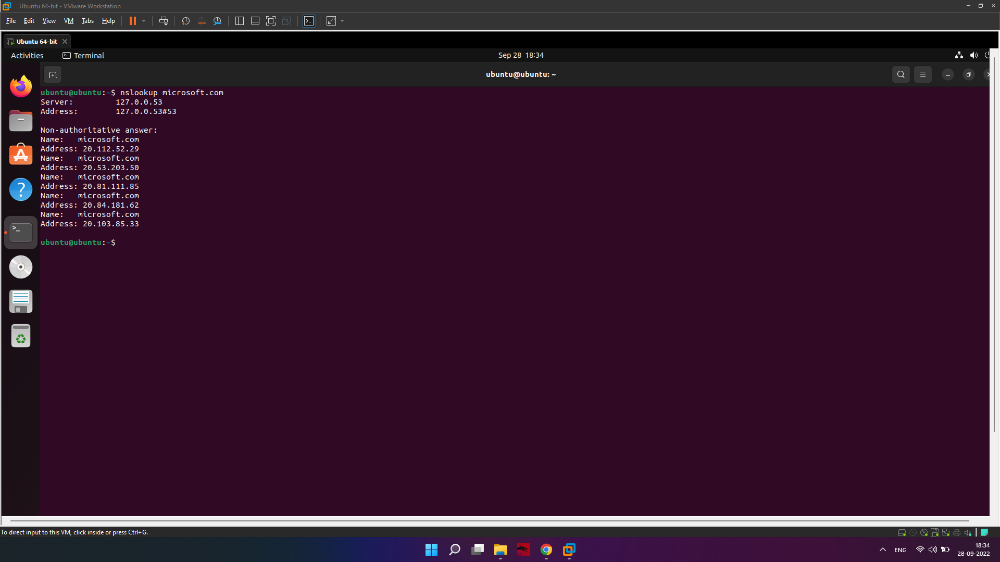 Ubuntu 64-bit - VMware Workstation
File Edit View VM Tabs Help
Ubuntu 64-bit
Activities Terminal Sep 28 18:34
ubuntu@ubuntu: ~
ubuntu@ubuntu:~$ nslookup microsoft.com
Server: 127.0.0.53
Address: 127.0.0.53#53
Non-authoritative answer:
Name: microsoft.com
Address: 20.112.52.29
Name: microsoft.com
Address: 20.53.203.50
Name: microsoft.com
Address: 20.81.111.85
Name: microsoft.com
Address: 20.84.181.62
Name: microsoft.com
Address: 20.103.85.33
ubuntu@ubuntu:~$
To direct input to this VM, click inside or press Ctrl+G.
ENG
18:34
28-09-2022